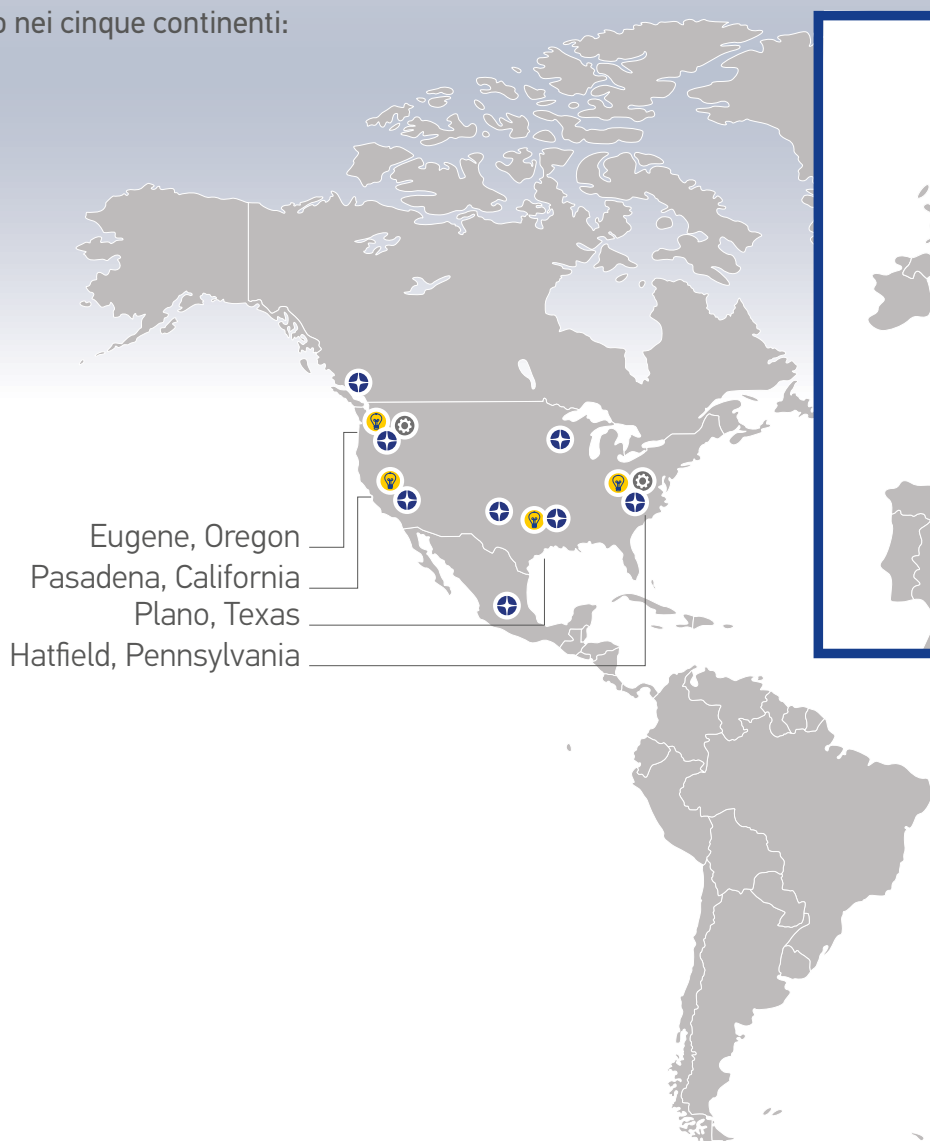 o nei cinque continenti:
Eugene, Oregon
Pasadena, California
Plano, Texas
Hatfield, Pennsylvania